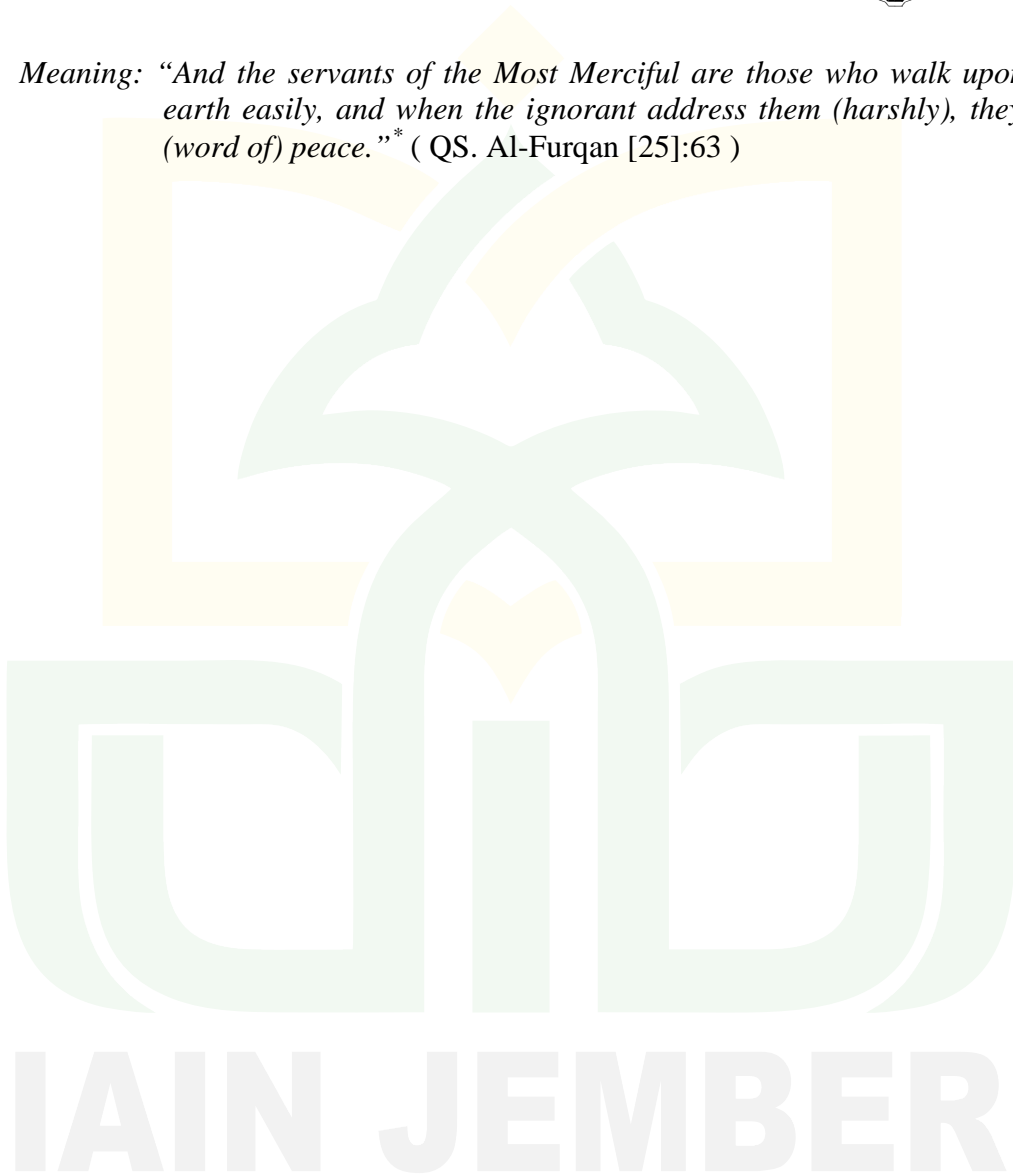 Meaning: “And the servants of the Most Merciful are those who walk upon
earth easily, and when the ignorant address them (harshly), they
(word of) peace.”* ( QS. Al-Furqan [25]:63 )
IAIN JEMBER